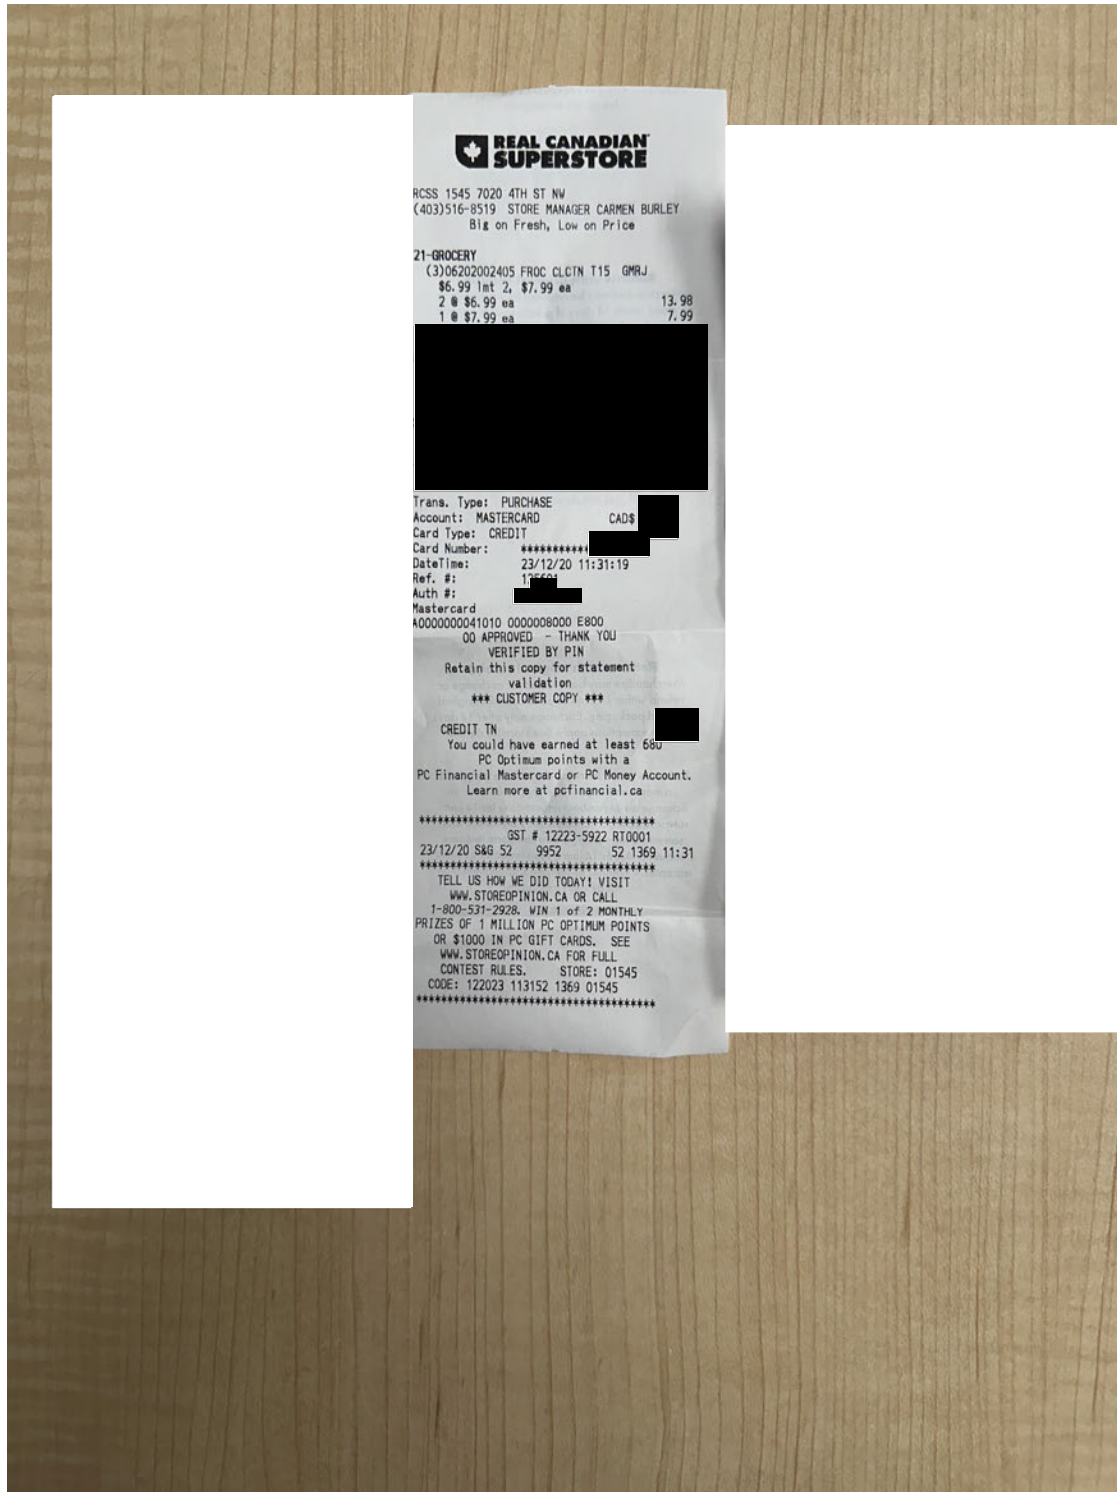 REAL CANADIAN
SUPERSTORE
RCSS 1545 7020 4TH ST NW
(403)516-8519 STORE MANAGER CARMEN BURLEY
Big on Fresh, Low on Price
21-GROCERY
(3)06202002405 FROC CLCTN T15 GMRJ
$6.99 lmt 2, $7.99 ea
2 @ $6.99 ea 13.98
1 @ $7.99 ea 7.99
Trans. Type: PURCHASE
Account: MASTERCARD CAD$
Card Type: CREDIT
Card Number: ***********
DateTime: 23/12/20 11:31:19
Ref. #:
Auth #:
Mastercard
A0000000041010 0000008000 E800
00 APPROVED - THANK YOU
VERIFIED BY PIN
Retain this copy for statement
validation
*** CUSTOMER COPY ***
CREDIT TN
You could have earned at least 680
PC Optimum points with a
PC Financial Mastercard or PC Money Account.
Learn more at pcfinancial.ca
************************************
GST # 12223-5922 RT0001
23/12/20 S&G 52 9952 52 1369 11:31
************************************
TELL US HOW WE DID TODAY! VISIT
WWW.STOREOPINION.CA OR CALL
1-800-531-2928. WIN 1 of 2 MONTHLY
PRIZES OF 1 MILLION PC OPTIMUM POINTS
OR $1000 IN PC GIFT CARDS. SEE
WWW.STOREOPINION.CA FOR FULL
CONTEST RULES. STORE: 01545
CODE: 122023 113152 1369 01545
************************************